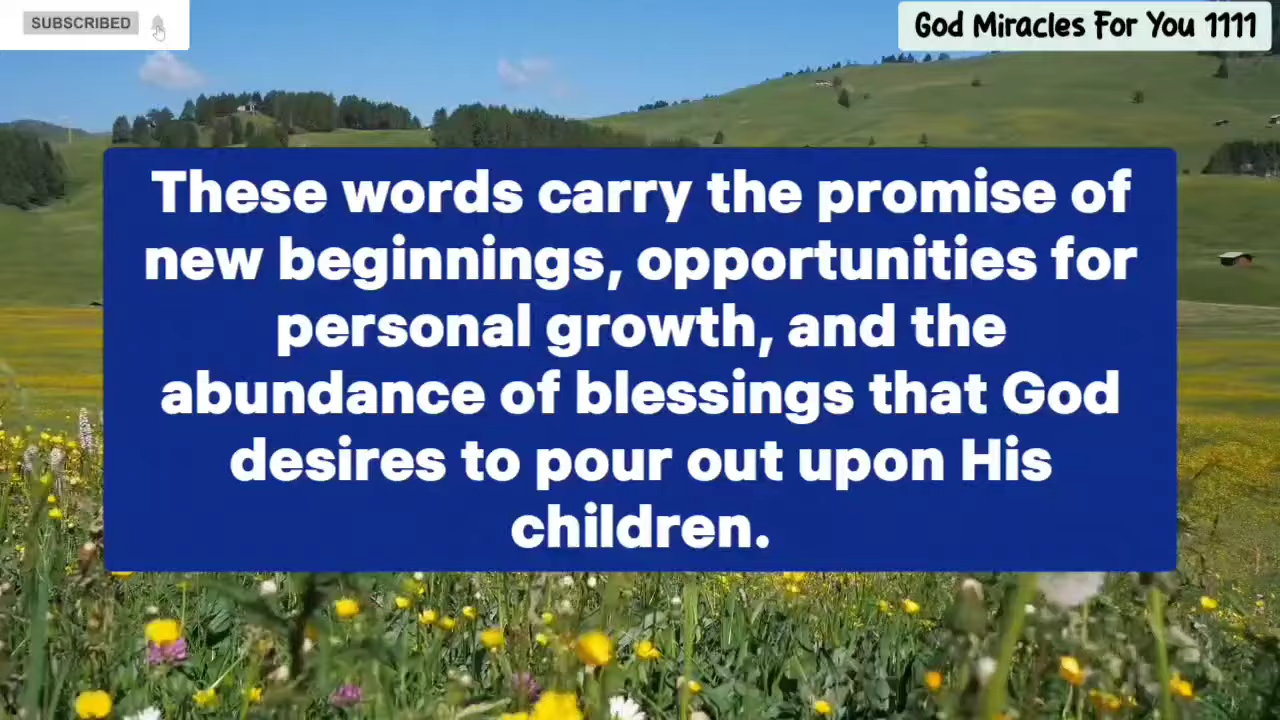 SUBSCRIBED
God Miracles For You 1111
These words carry the promise of
new beginnings, opportunities for
personal growth, and the
abundance of blessings that God
desires to pour out upon His
children.